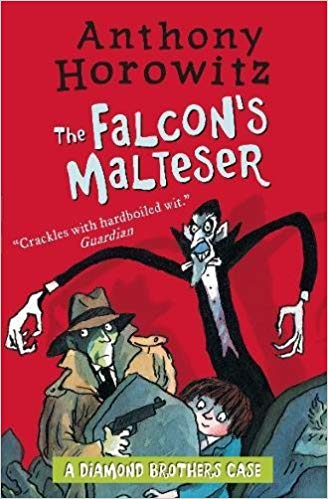 Anthony
Horowitz
The FALCON'S
MALTESER
“Crackles with hardboiled wit.”
Guardian
A DIAMOND BROTHERS CASE